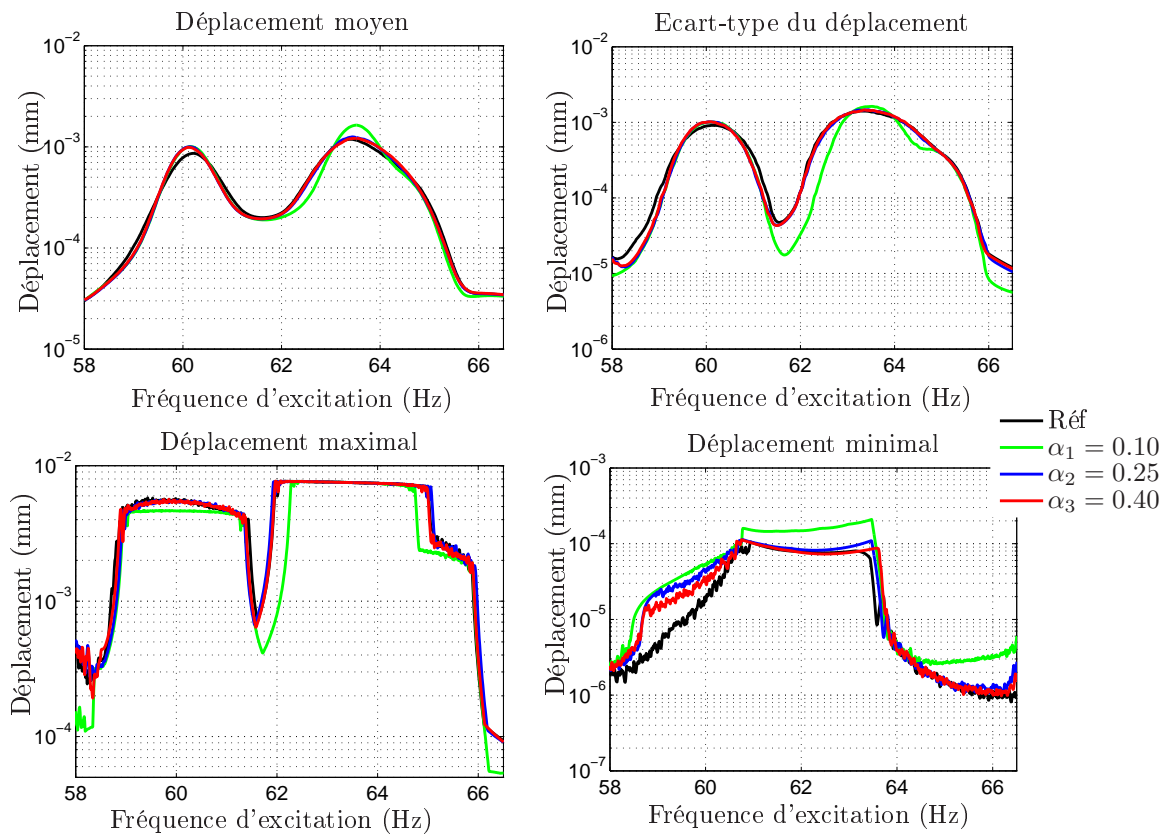 Déplacement moyen
Déplacement (mm)
10⁻²
10⁻³
10⁻⁴
10⁻⁵
58 60 62 64 66
Fréquence d'excitation (Hz)
Ecart-type du déplacement
Déplacement (mm)
10⁻²
10⁻³
10⁻⁴
10⁻⁵
10⁻⁶
58 60 62 64 66
Fréquence d'excitation (Hz)
Déplacement maximal
Déplacement (mm)
10⁻²
10⁻³
10⁻⁴
58 60 62 64 66
Fréquence d'excitation (Hz)
Déplacement minimal
Déplacement (mm)
10⁻³
10⁻⁴
10⁻⁵
10⁻⁶
10⁻⁷
58 60 62 64 66
Fréquence d'excitation (Hz)
Réf
α₁ = 0.10
α₂ = 0.25
α₃ = 0.40